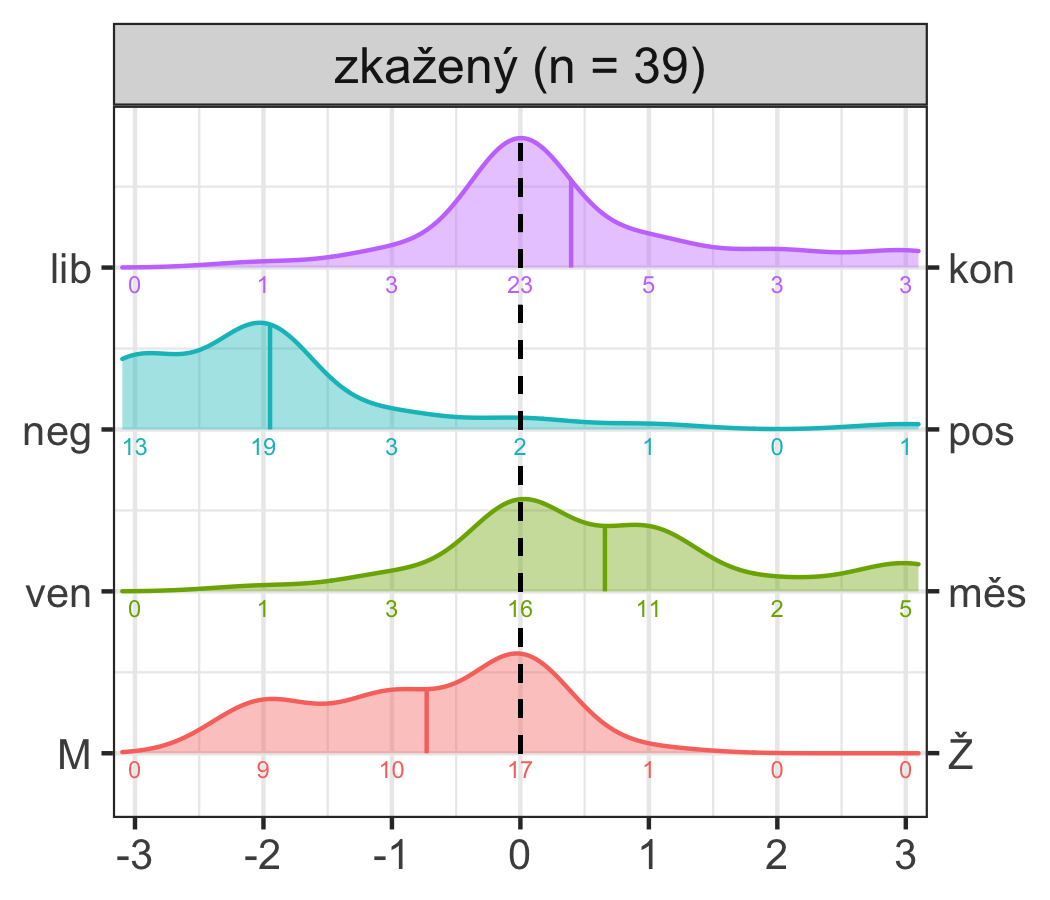 zkažený (n = 39)
lib kon
0 1 3 23 5 3 3
neg pos
13 19 3 2 1 0 1
ven měs
0 1 3 16 11 2 5
M Ž
0 9 10 17 1 0 0
-3 -2 -1 0 1 2 3